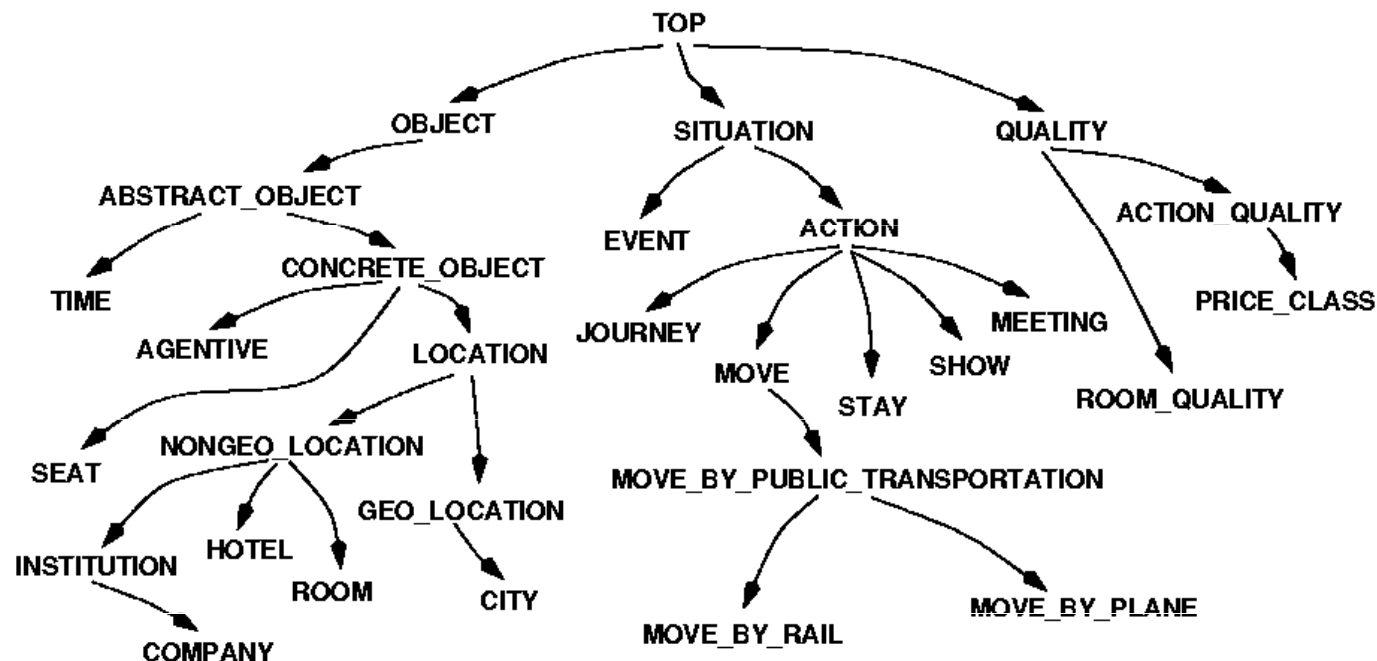 TOP
OBJECT
SITUATION
QUALITY
ABSTRACT_OBJECT
ACTION_QUALITY
EVENT
ACTION
CONCRETE_OBJECT
TIME
PRICE_CLASS
JOURNEY
MEETING
AGENTIVE
LOCATION
MOVE
SHOW
STAY
ROOM_QUALITY
NONGEO_LOCATION
SEAT
MOVE_BY_PUBLIC_TRANSPORTATION
GEO_LOCATION
HOTEL
INSTITUTION
ROOM
CITY
MOVE_BY_PLANE
MOVE_BY_RAIL
COMPANY